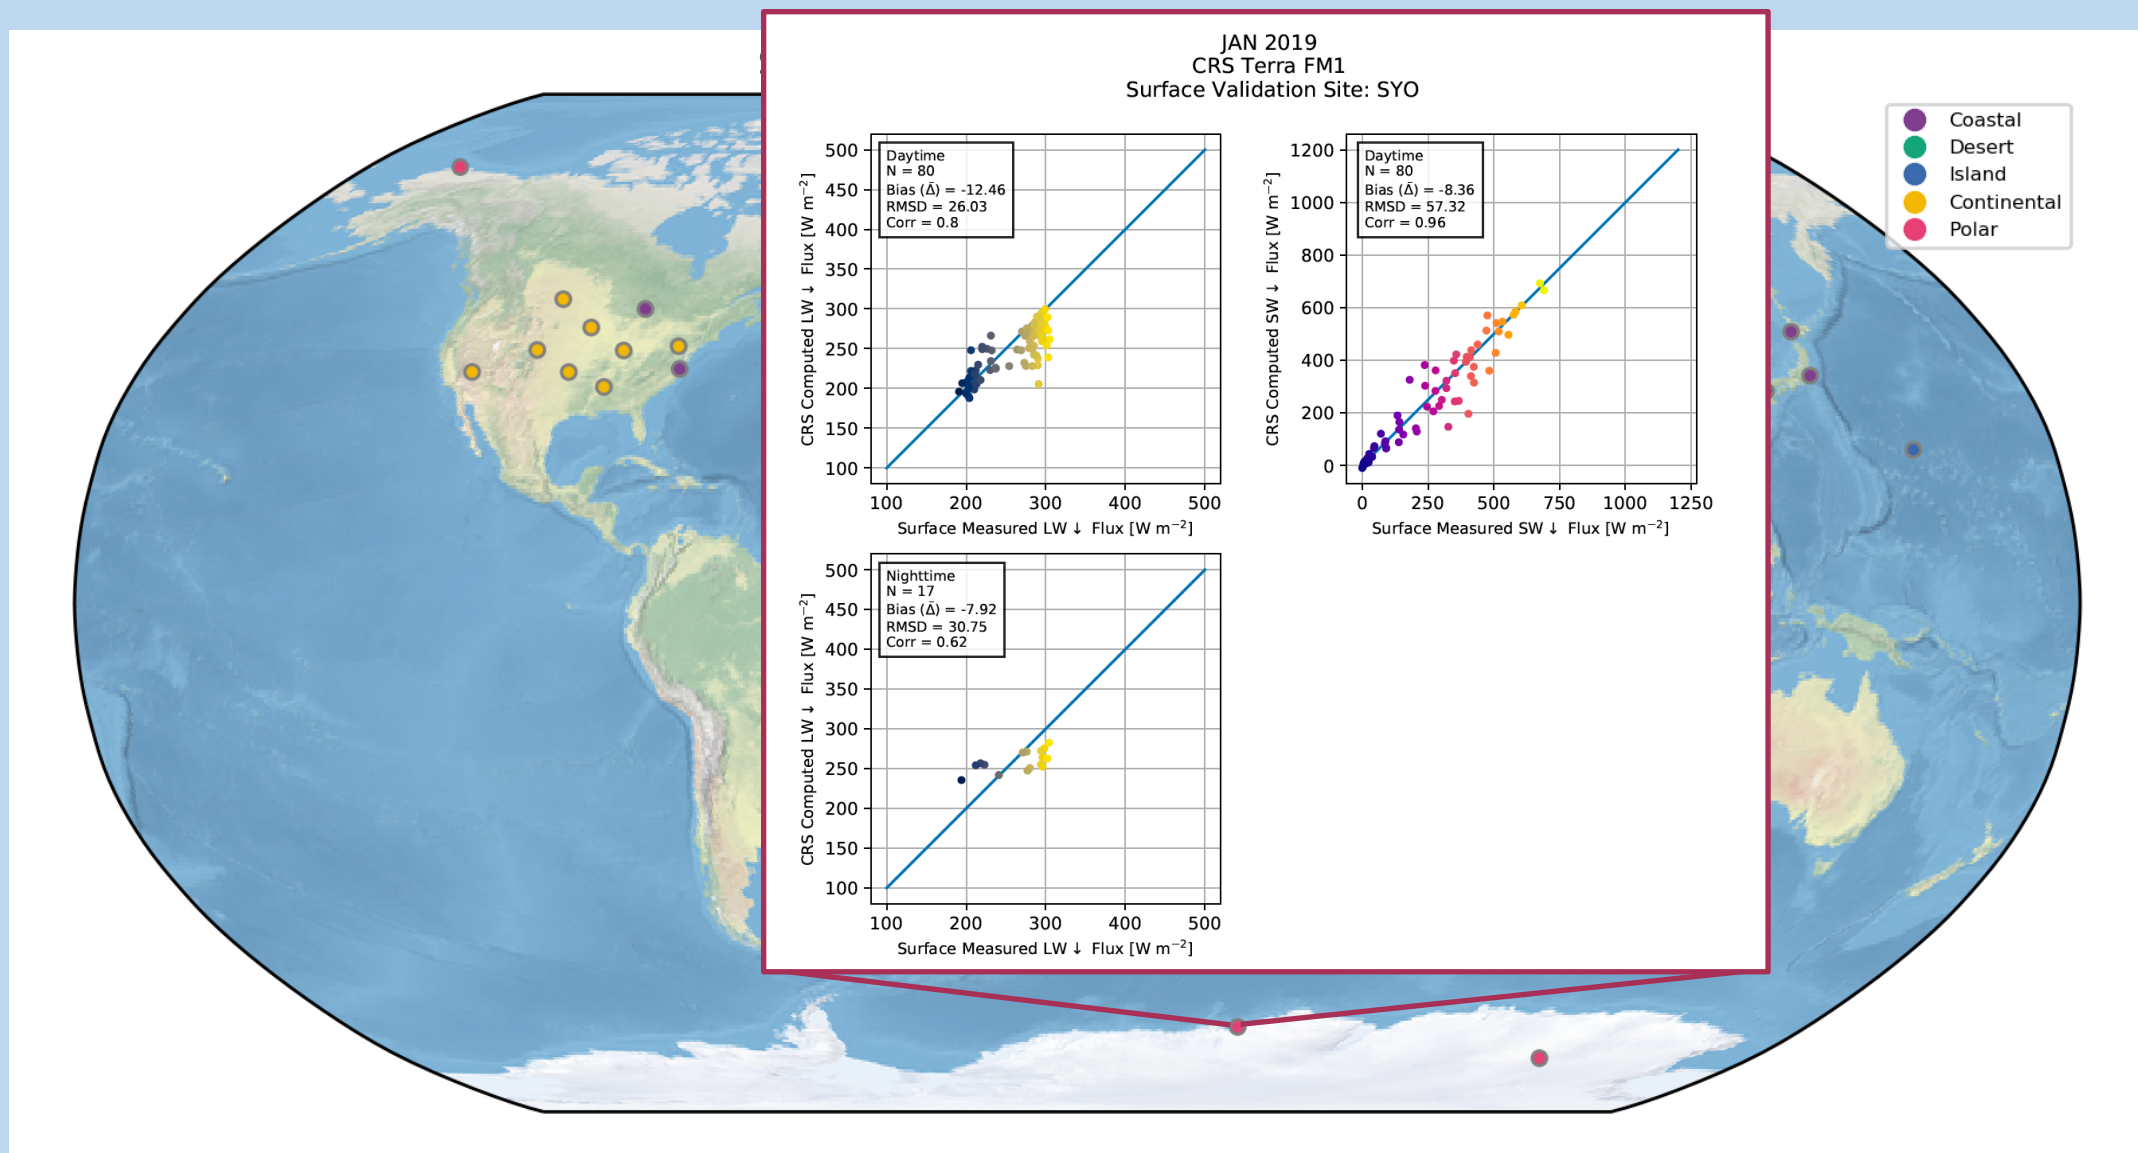 JAN 2019
CRS Terra FM1
Surface Validation Site: SYO
Coastal
Desert
Island
Continental
Polar
500
450
400
350
300
250
200
150
100
CRS Computed LW ↓ Flux [W m⁻²]
Daytime
N = 80
Bias (Δ̄) = -12.46
RMSD = 26.03
Corr = 0.8
100 200 300 400 500
Surface Measured LW ↓ Flux [W m⁻²]
1200
1000
800
600
400
200
0
CRS Computed SW ↓ Flux [W m⁻²]
Daytime
N = 80
Bias (Δ̄) = -8.36
RMSD = 57.32
Corr = 0.96
0 250 500 750 1000 1250
Surface Measured SW ↓ Flux [W m⁻²]
500
450
400
350
300
250
200
150
100
CRS Computed LW ↓ Flux [W m⁻²]
Nighttime
N = 17
Bias (Δ̄) = -7.92
RMSD = 30.75
Corr = 0.62
100 200 300 400 500
Surface Measured LW ↓ Flux [W m⁻²]